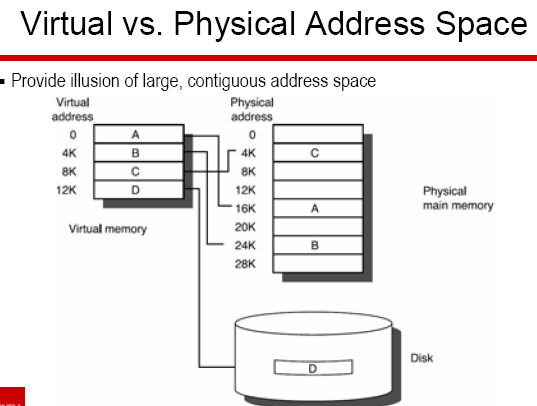 Virtual vs. Physical Address Space
Provide illusion of large, contiguous address space
Virtual address
Physical address
0 A
4K B
8K C
12K D
Virtual memory
0
4K C
8K
12K
16K A
20K
24K B
28K
Physical main memory
D
Disk